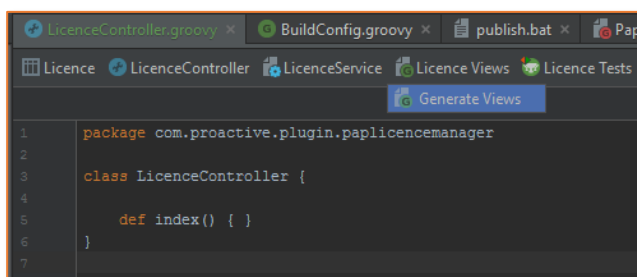 LicenceController.groovy × BuildConfig.groovy × publish.bat × Pap
Licence LicenceController LicenceService Licence Views Licence Tests
Generate Views
1 package com.proactive.plugin.paplicencemanager
2
3 class LicenceController {
4
5 def index() { }
6 }
7